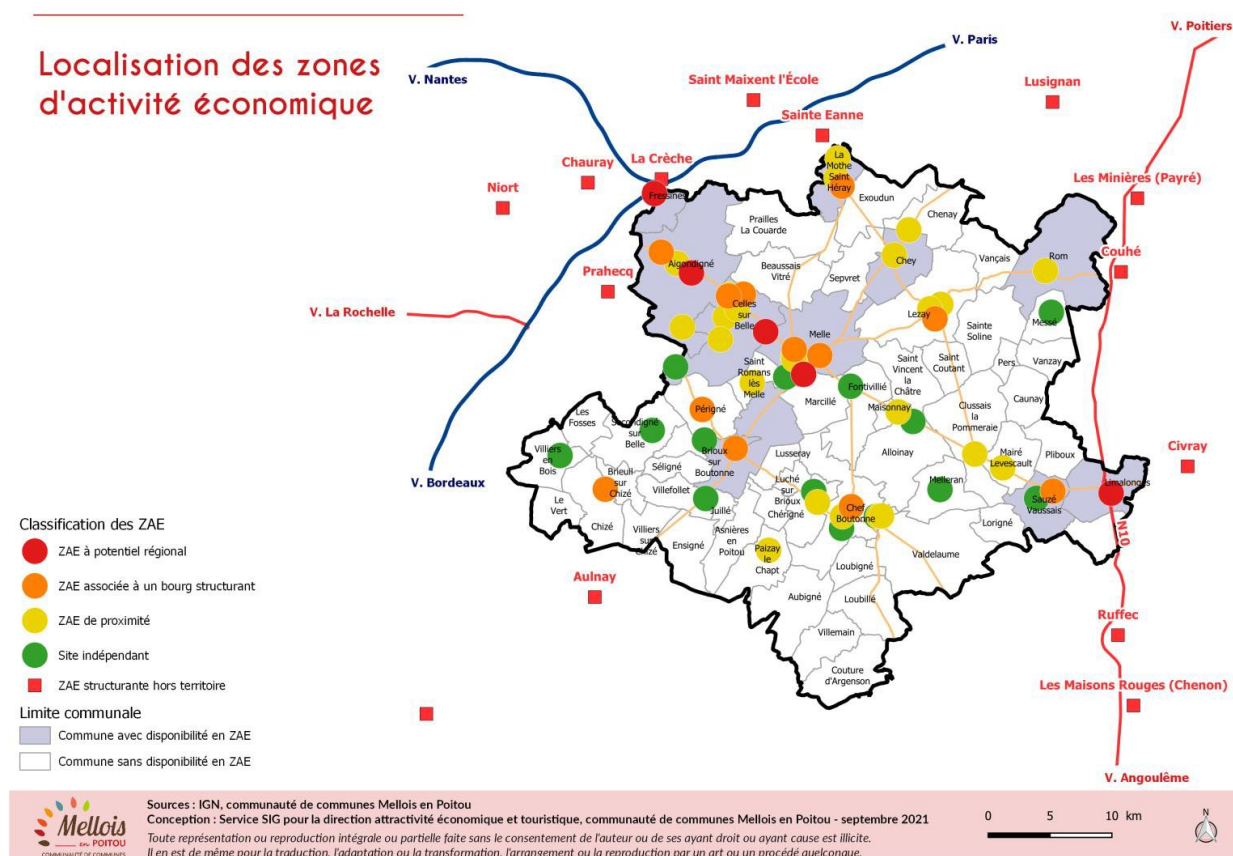 Localisation des zones
d'activité économique
V. Nantes
V. Paris
V. Poitiers
Saint Maixent l'École
Lusignan
Sainte Eanne
La Crèche
Chauray
Niort
Les Minières (Payré)
Couhé
Prahecq
V. La Rochelle
V. Bordeaux
Civray
Aulnay
Ruffec
Les Maisons Rouges (Chenon)
V. Angoulême
N10
La
Mothe
Saint
Héray
Exoudun
Fressines
Chenay
Prailles
La Couarde
Aigondigné
Beaussais
Vitré
Sepvret
Chey
Vançais
Rom
Celles
sur
Belle
Melle
Lezay
Sainte
Soline
Messé
Saint
Romans
lès
Melle
Saint
Vincent
la
Châtre
Saint
Coutant
Pers
Vanzay
Fontivillié
Marcillé
Maisonnay
Caunay
Clussais
la
Pommeraie
Périgné
Les
Fosses
Secondigné
sur
Belle
Villiers
en
Bois
Brioux
sur
Boutonne
Lusseray
Alloinay
Mairé
Levescault
Pliboux
Séligné
Brieul
sur
Chizé
Villefollet
Luché
sur
Brioux
Chérigné
Melleran
Limalonges
Sauzé
Vaussais
Le
Vert
Chizé
Juillé
Chef
Boutonne
Lorigné
Villiers
sur
Chizé
Ensigné
Asnières
en
Poitou
Paizay
le
Chapt
Valdelaume
Loubigné
Aubigné
Loubillé
Villemain
Couture
d'Argenson
Classification des ZAE
ZAE à potentiel régional
ZAE associée à un bourg structurant
ZAE de proximité
Site indépendant
ZAE structurante hors territoire
Limite communale
Commune avec disponibilité en ZAE
Commune sans disponibilité en ZAE
Mellois
en POITOU
COMMUNAUTÉ DE COMMUNES
Sources : IGN, communauté de communes Mellois en Poitou
Conception : Service SIG pour la direction attractivité économique et touristique, communauté de communes Mellois en Poitou - septembre 2021
Toute représentation ou reproduction intégrale ou partielle faite sans le consentement de l'auteur ou de ses ayant droit ou ayant cause est illicite.
Il en est de même pour la traduction, l'adaptation ou la transformation, l'arrangement ou la reproduction par un art ou un procédé quelconque.
0 5 10 km
N